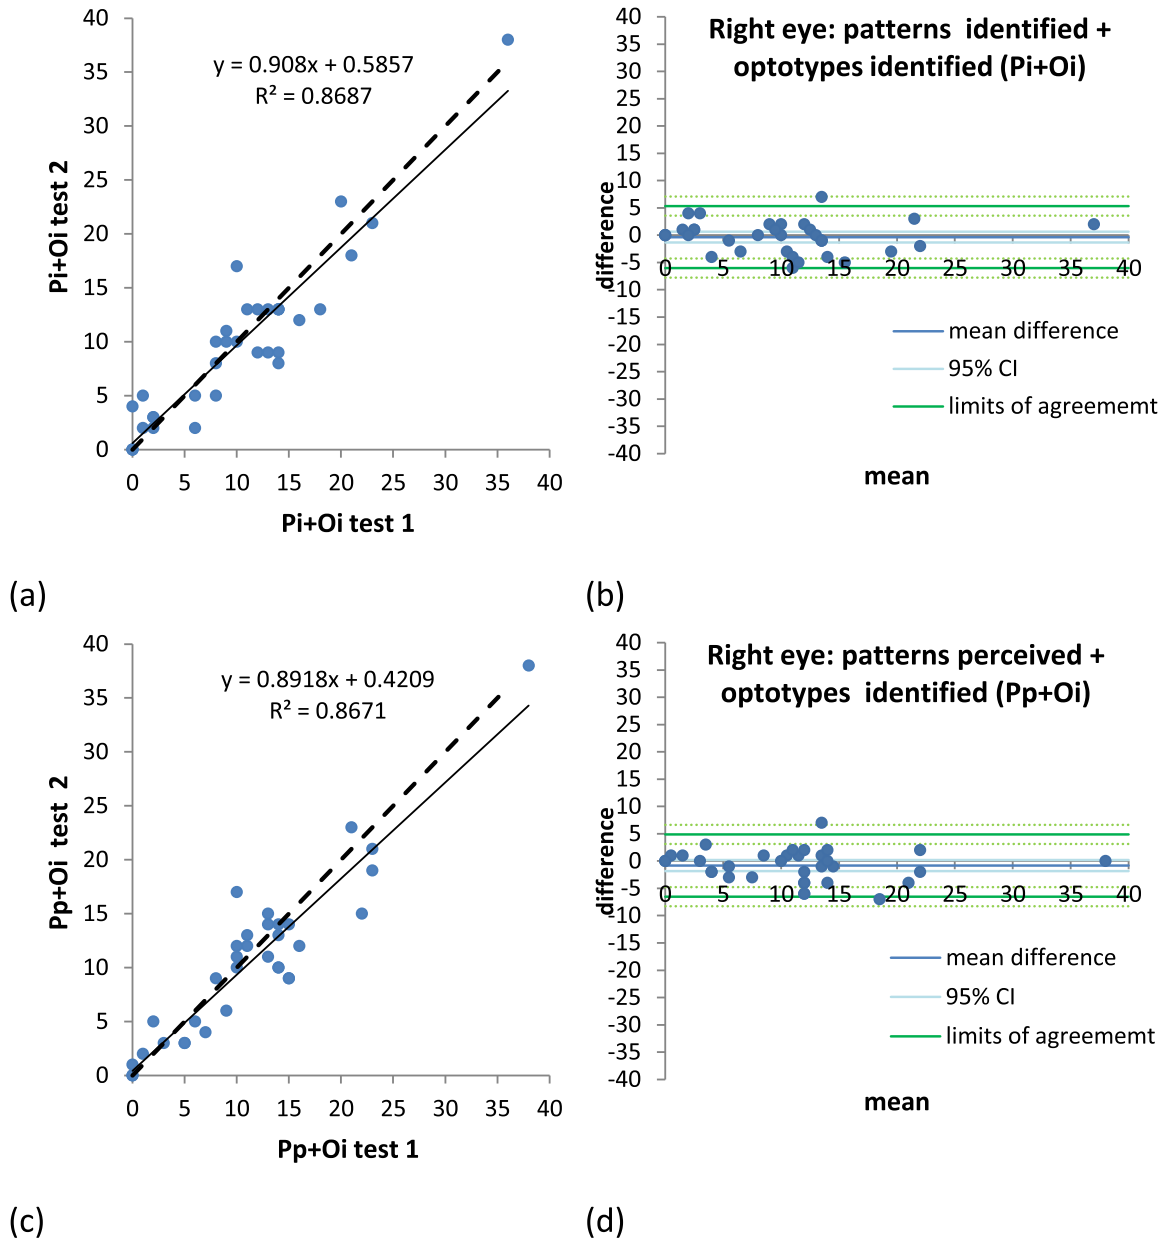 40
35
30
25
20
15
10
5
0
0 5 10 15 20 25 30 35 40
Pi+Oi test 2
Pi+Oi test 1
y = 0.908x + 0.5857
R² = 0.8687
(a)
Right eye: patterns identified +
optotypes identified (Pi+Oi)
40
35
30
25
20
15
10
5
0
-5
-10
-15
-20
-25
-30
-35
-40
0 5 10 15 20 25 30 35 40
difference
mean difference
95% CI
limits of agreememt
mean
(b)
40
35
30
25
20
15
10
5
0
0 5 10 15 20 25 30 35 40
Pp+Oi test 2
Pp+Oi test 1
y = 0.8918x + 0.4209
R² = 0.8671
(c)
Right eye: patterns perceived +
optotypes identified (Pp+Oi)
40
35
30
25
20
15
10
5
0
-5
-10
-15
-20
-25
-30
-35
-40
0 5 10 15 20 25 30 35 40
difference
mean difference
95% CI
limits of agreememt
mean
(d)